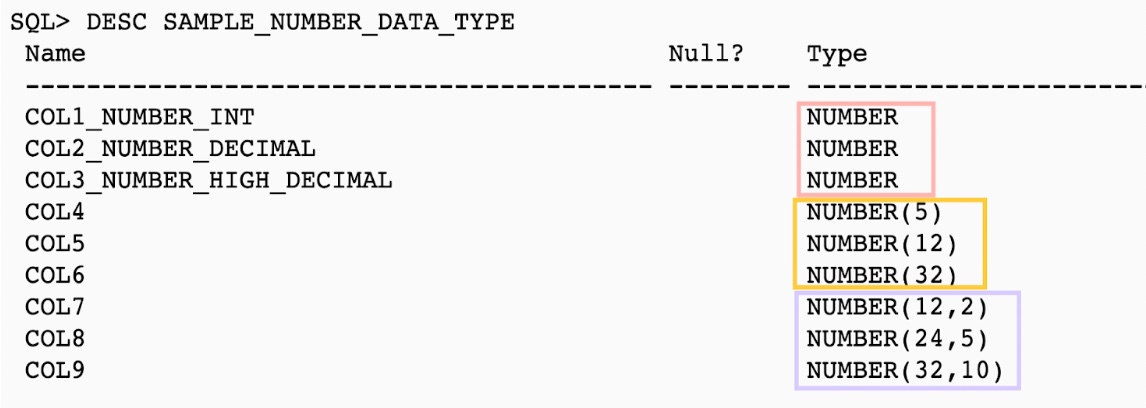 SQL> DESC SAMPLE_NUMBER_DATA_TYPE
Name Null? Type
----------------------------------------- -------- ----------------------
COL1_NUMBER_INT NUMBER
COL2_NUMBER_DECIMAL NUMBER
COL3_NUMBER_HIGH_DECIMAL NUMBER
COL4 NUMBER(5)
COL5 NUMBER(12)
COL6 NUMBER(32)
COL7 NUMBER(12,2)
COL8 NUMBER(24,5)
COL9 NUMBER(32,10)